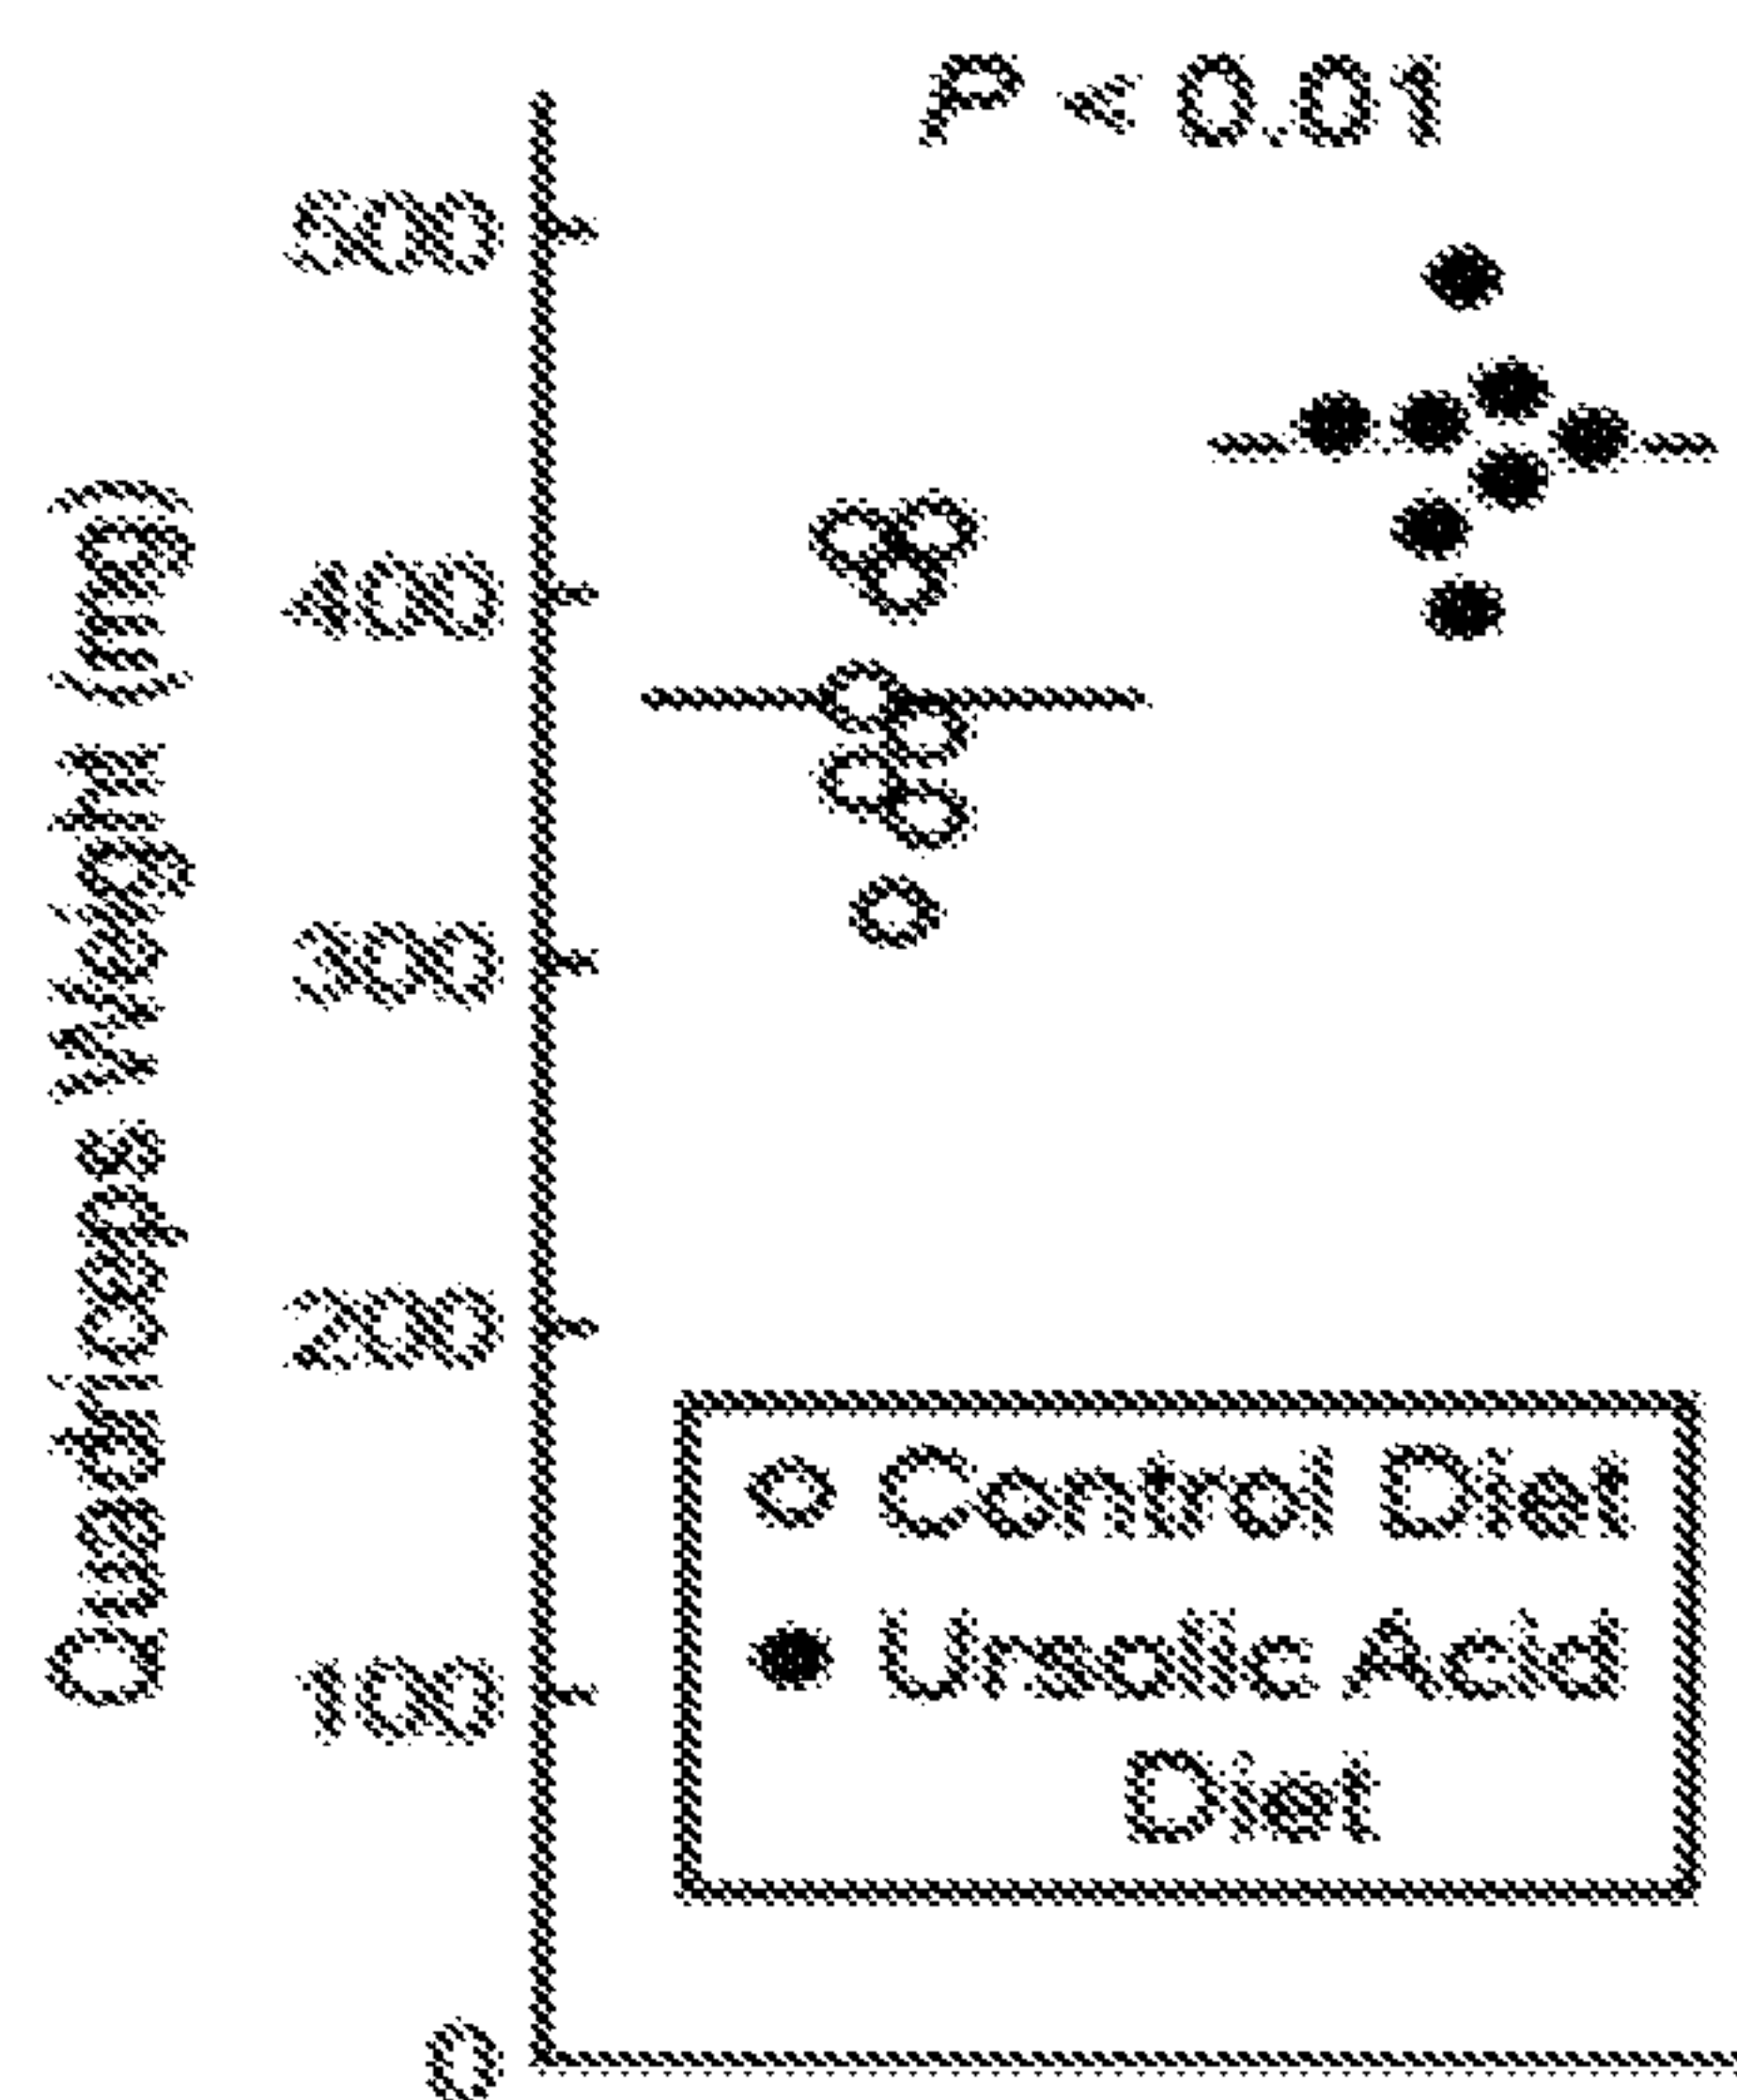 P < 0.01
Quadriceps Weight (mg)
500
400
300
200
100
0
Control Diet
Ursolic Acid
Diet